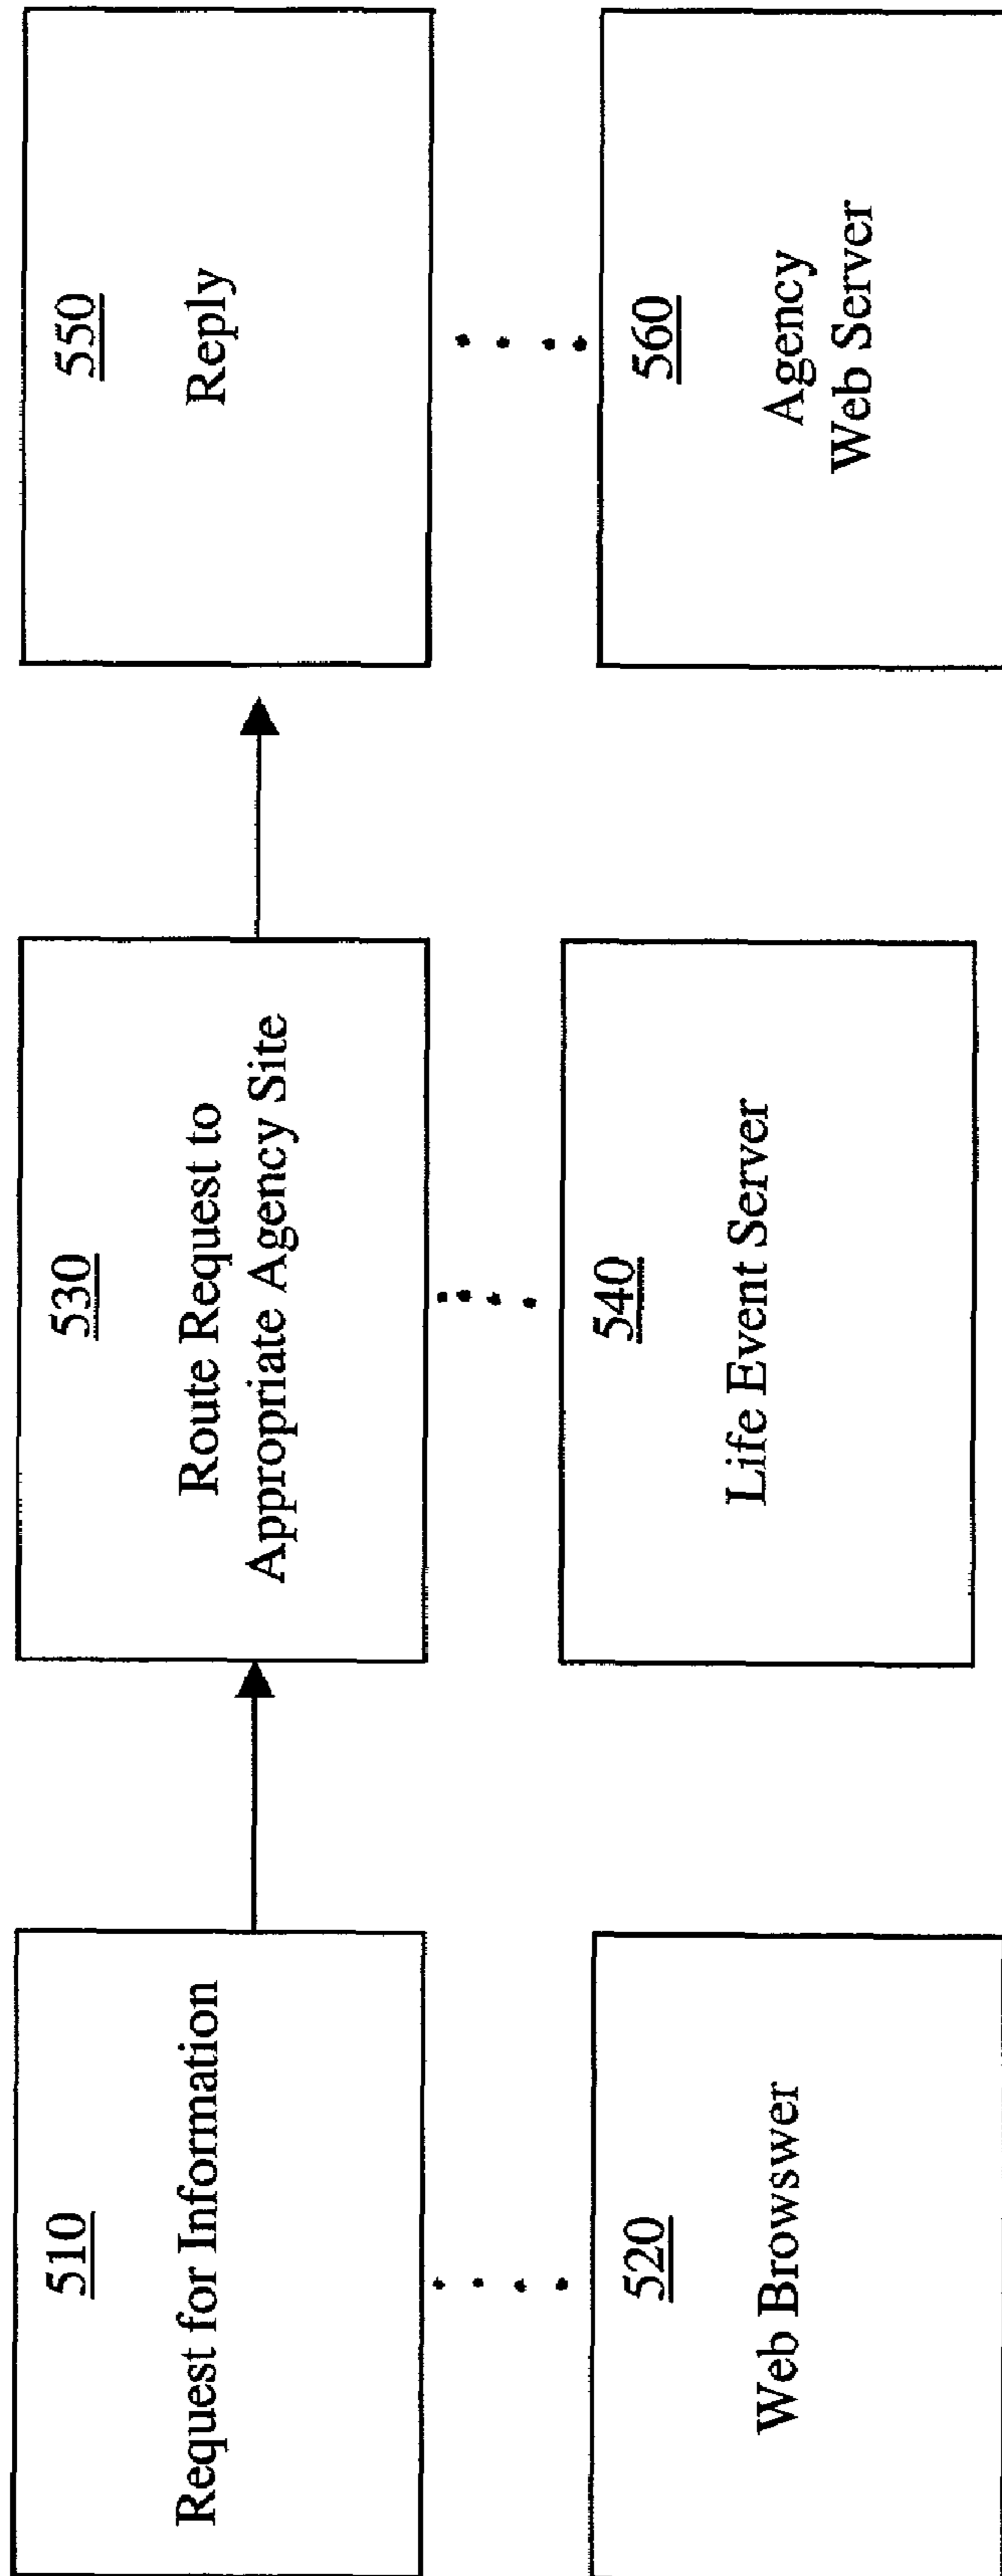 510
Request for Information
520
Web Browswer
530
Route Request to
Appropriate Agency Site
540
Life Event Server
550
Reply
560
Agency
Web Server